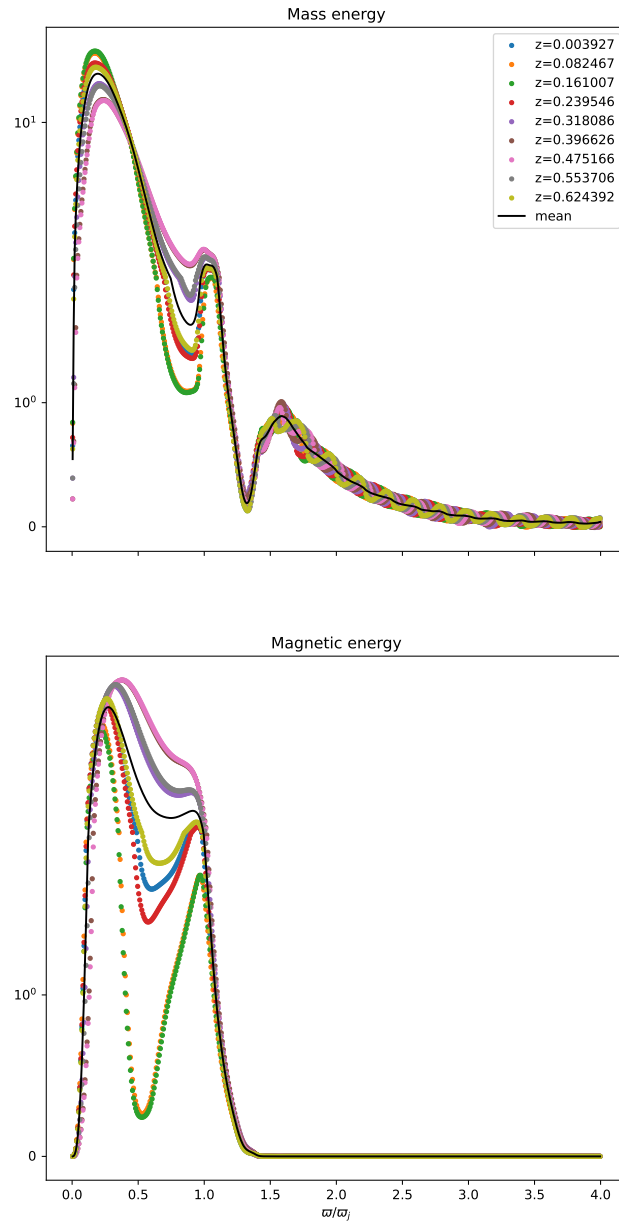 Mass energy
z=0.003927
z=0.082467
z=0.161007
z=0.239546
z=0.318086
z=0.396626
z=0.475166
z=0.553706
z=0.624392
mean
10¹
10⁰
0
Magnetic energy
10⁰
0
0.0 0.5 1.0 1.5 2.0 2.5 3.0 3.5 4.0
ϖ/ϖⱼ